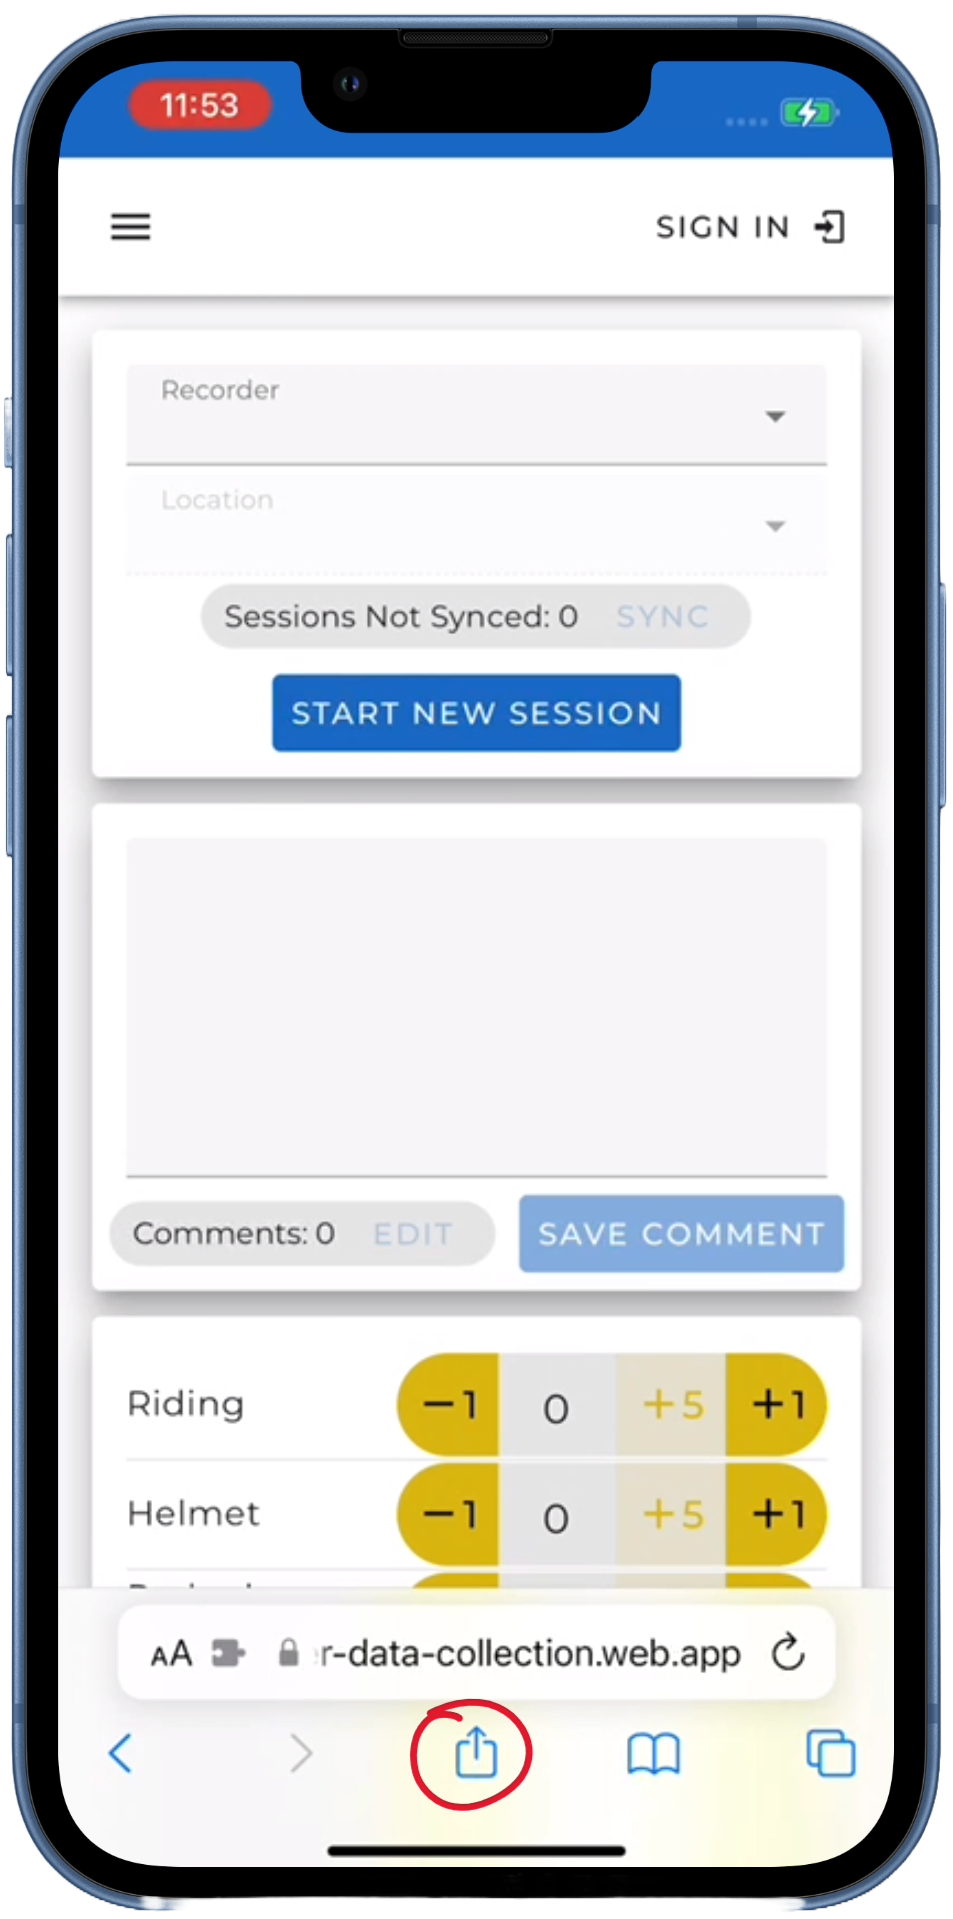 11:53
SIGN IN
Recorder
Location
Sessions Not Synced: 0 SYNC
START NEW SESSION
Comments: 0 EDIT
SAVE COMMENT
Riding −1 0 +5 +1
Helmet −1 0 +5 +1
AA r-data-collection.web.app